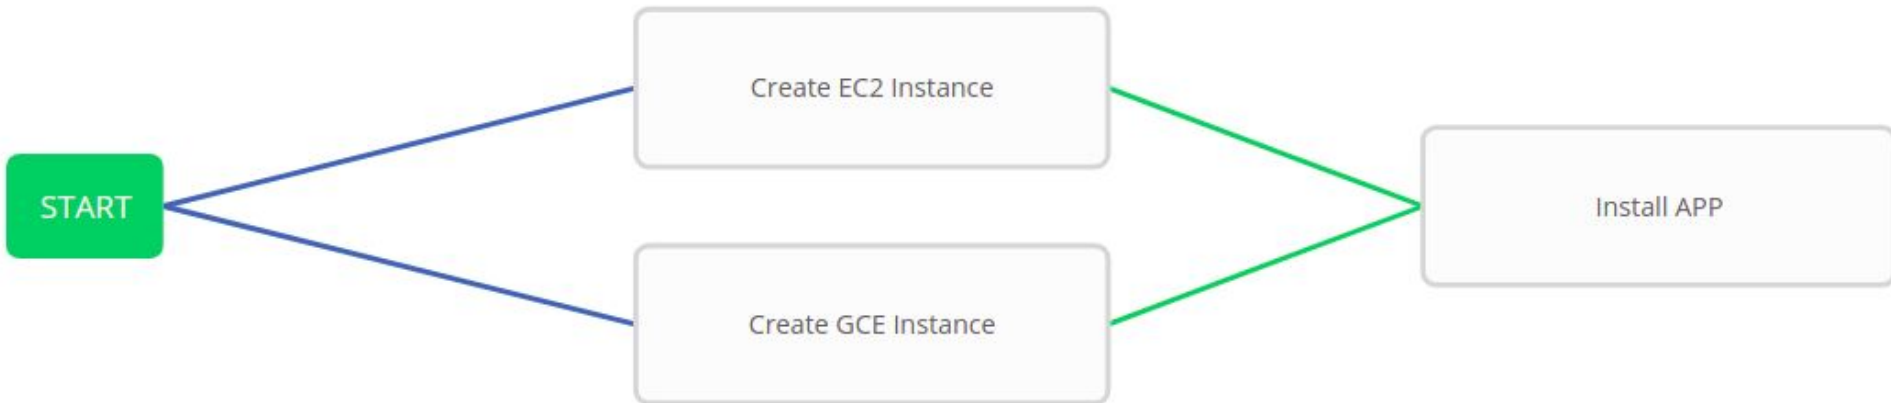 START
Create EC2 Instance
Create GCE Instance
Install APP